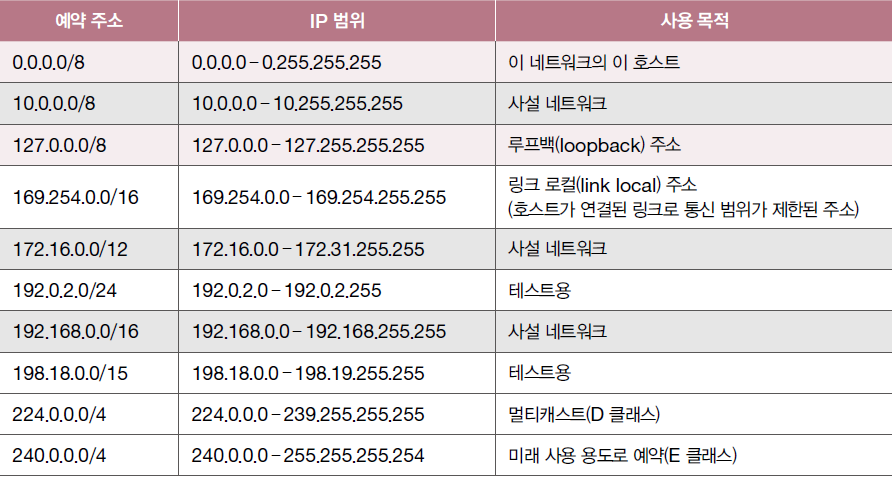 예약 주소 IP 범위 사용 목적
0.0.0.0/8 0.0.0.0–0.255.255.255 이 네트워크의 이 호스트
10.0.0.0/8 10.0.0.0–10.255.255.255 사설 네트워크
127.0.0.0/8 127.0.0.0–127.255.255.255 루프백(loopback) 주소
169.254.0.0/16 169.254.0.0–169.254.255.255 링크 로컬(link local) 주소
(호스트가 연결된 링크로 통신 범위가 제한된 주소)
172.16.0.0/12 172.16.0.0–172.31.255.255 사설 네트워크
192.0.2.0/24 192.0.2.0–192.0.2.255 테스트용
192.168.0.0/16 192.168.0.0–192.168.255.255 사설 네트워크
198.18.0.0/15 198.18.0.0–198.19.255.255 테스트용
224.0.0.0/4 224.0.0.0–239.255.255.255 멀티캐스트(D 클래스)
240.0.0.0/4 240.0.0.0–255.255.255.254 미래 사용 용도로 예약(E 클래스)